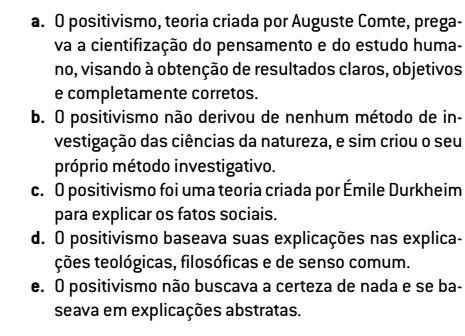 a. O positivismo, teoria criada por Auguste Comte, prega-
va a cientifização do pensamento e do estudo huma-
no, visando à obtenção de resultados claros, objetivos
e completamente corretos.
b. O positivismo não derivou de nenhum método de in-
vestigação das ciências da natureza, e sim criou o seu
próprio método investigativo.
c. O positivismo foi uma teoria criada por Émile Durkheim
para explicar os fatos sociais.
d. O positivismo baseava suas explicações nas explica-
ções teológicas, filosóficas e de senso comum.
e. O positivismo não buscava a certeza de nada e se ba-
seava em explicações abstratas.